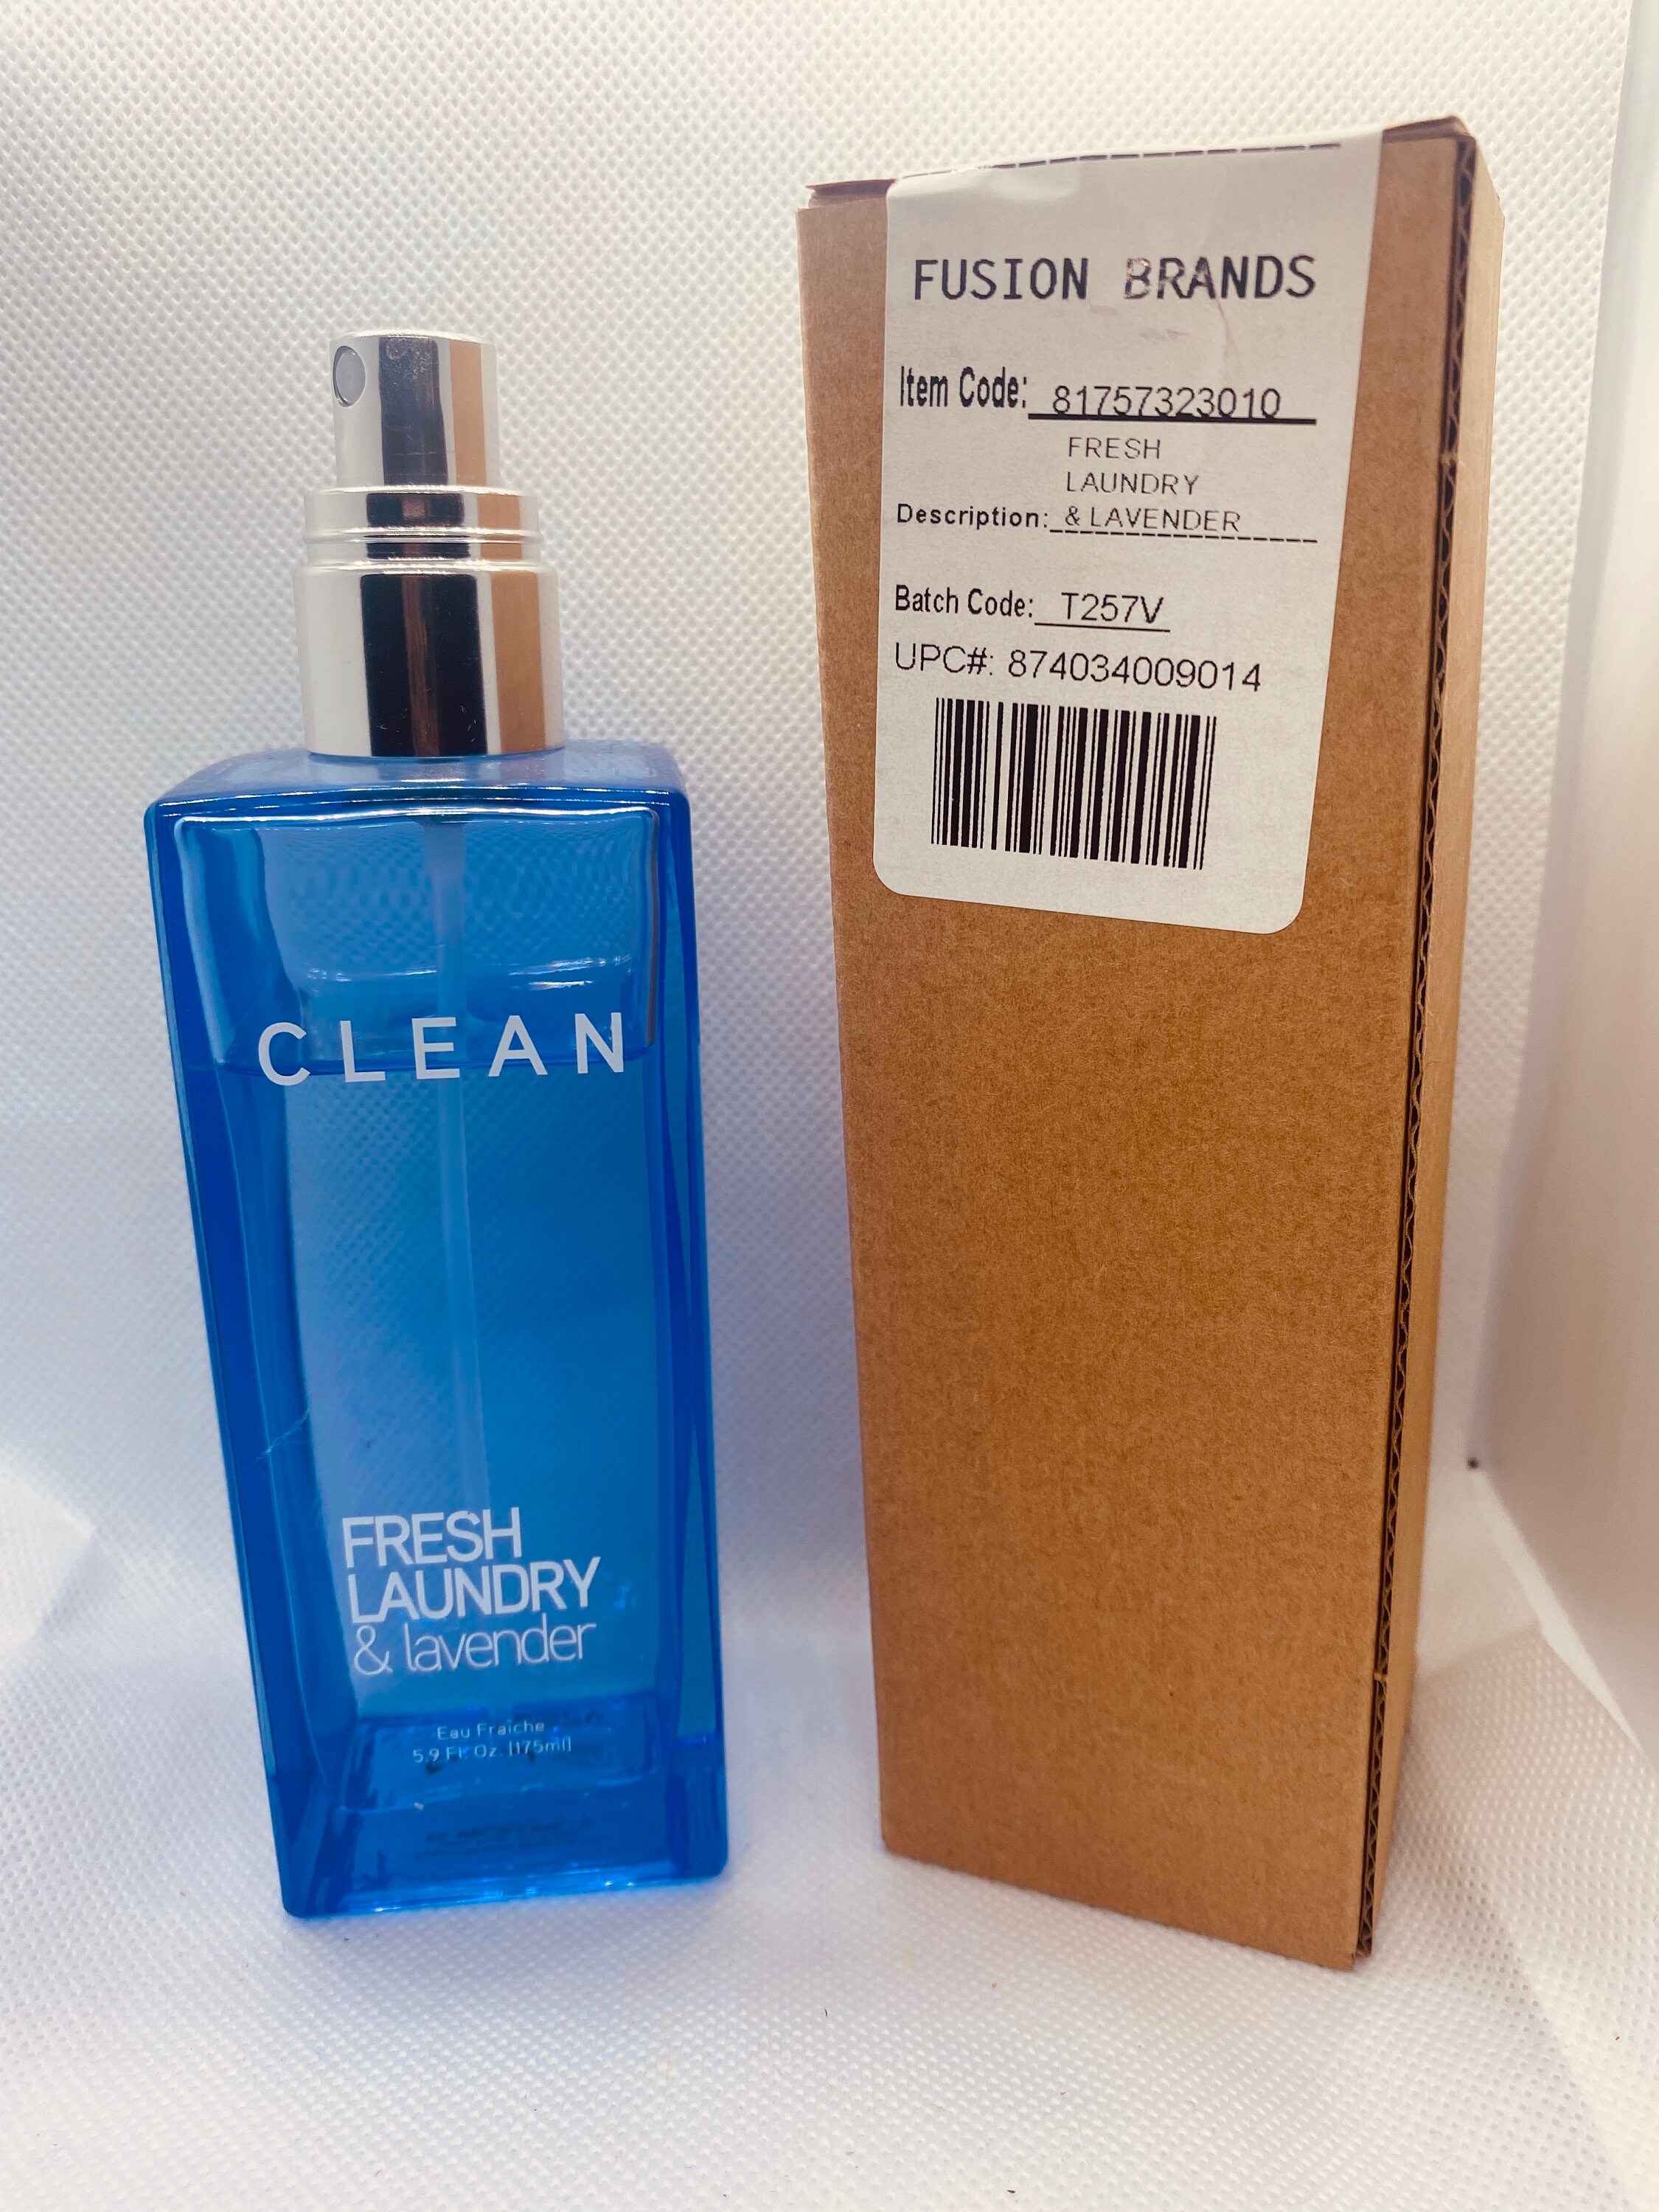 CLEAN
FRESH
LAUNDRY
& lavender
Eau Fraîche
5.9 Fl. Oz. (175ml)
FUSION BRANDS
Item Code: 81757323010
FRESH
LAUNDRY
Description: & LAVENDER
Batch Code: T257V
UPC#: 874034009014